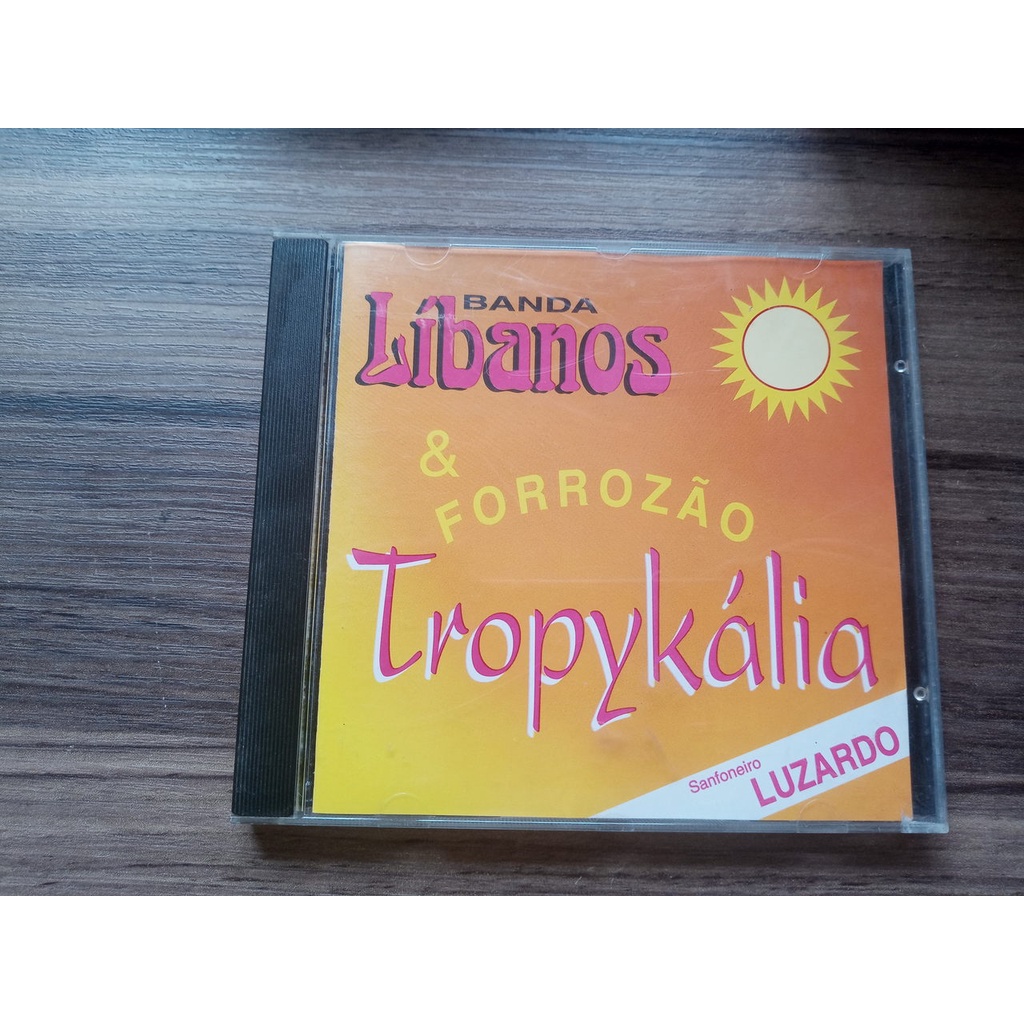 BANDA
Líbanos
&
FORROZÃO
Tropykália
Sanfoneiro
LUZARDO